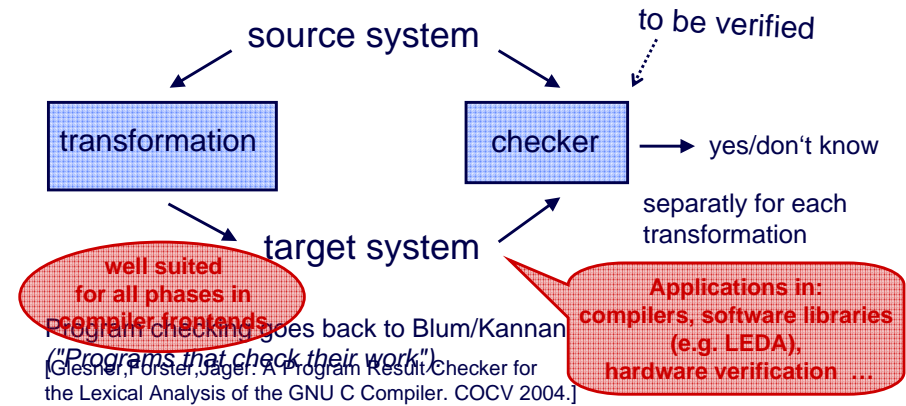 source system
to be verified
transformation
checker
yes/don't know
separatly for each
transformation
target system
well suited
for all phases in
compiler frontends
Applications in:
compilers, software libraries
(e.g. LEDA),
hardware verification …
Program checking goes back to Blum/Kannan
("Programs that check their work")
[Glesner,Forster,Jäger: A Program Result Checker for
the Lexical Analysis of the GNU C Compiler. COCV 2004.]